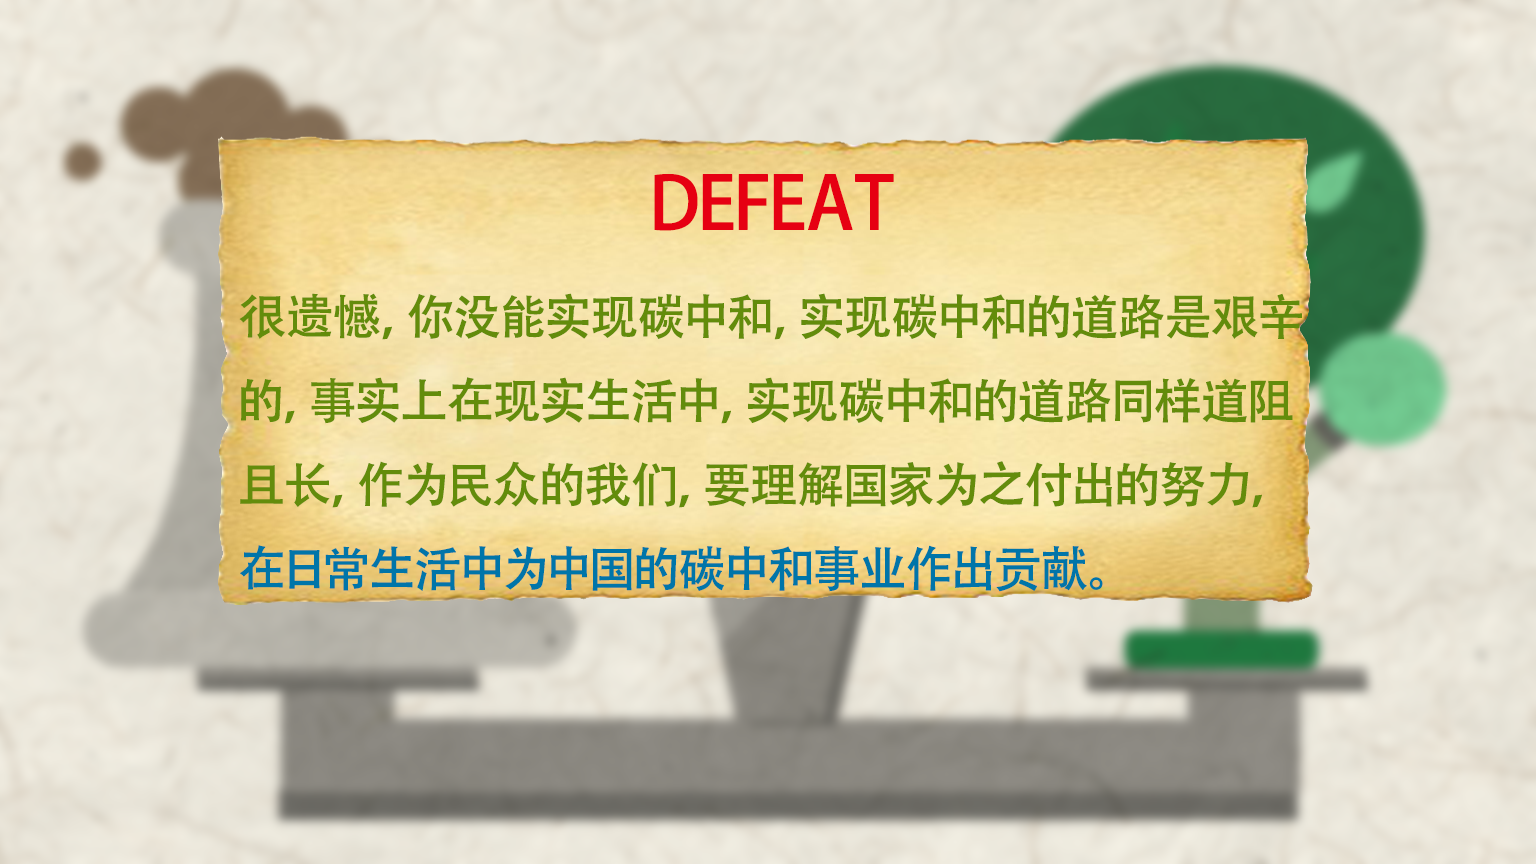 DEFEAT
很遗憾, 你没能实现碳中和, 实现碳中和的道路是艰辛
的, 事实上在现实生活中, 实现碳中和的道路同样道阻
且长, 作为民众的我们, 要理解国家为之付出的努力,
在日常生活中为中国的碳中和事业作出贡献。